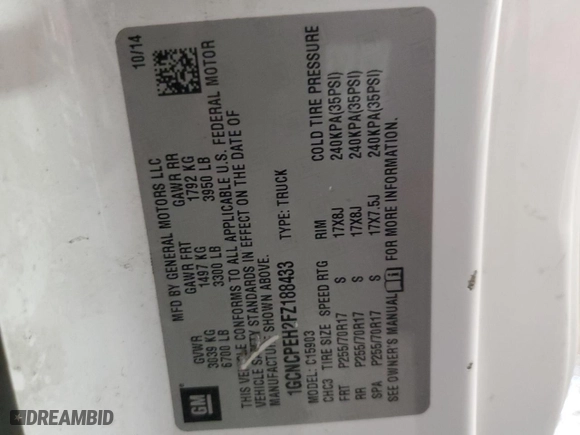 GM
MFD BY GENERAL MOTORS LLC
10/14
GVWR GAWR FRT GAWR RR
3039 KG 1497 KG 1792 KG
6700 LB 3300 LB 3950 LB
THIS VEHICLE CONFORMS TO ALL APPLICABLE U.S. FEDERAL MOTOR
VEHICLE SAFETY STANDARDS IN EFFECT ON THE DATE OF
MANUFACTURE SHOWN ABOVE.
1GCNCPEH2FZ188433 TYPE: TRUCK
MODEL: C15903
CHC3 TIRE SIZE SPEED RTG RIM COLD TIRE PRESSURE
FRT P255/70R17 S 17X8J 240KPA(35PSI)
RR P255/70R17 S 17X8J 240KPA(35PSI)
SPA P255/70R17 S 17X7.5J 240KPA(35PSI)
SEE OWNER'S MANUAL FOR MORE INFORMATION.
DREAMBID